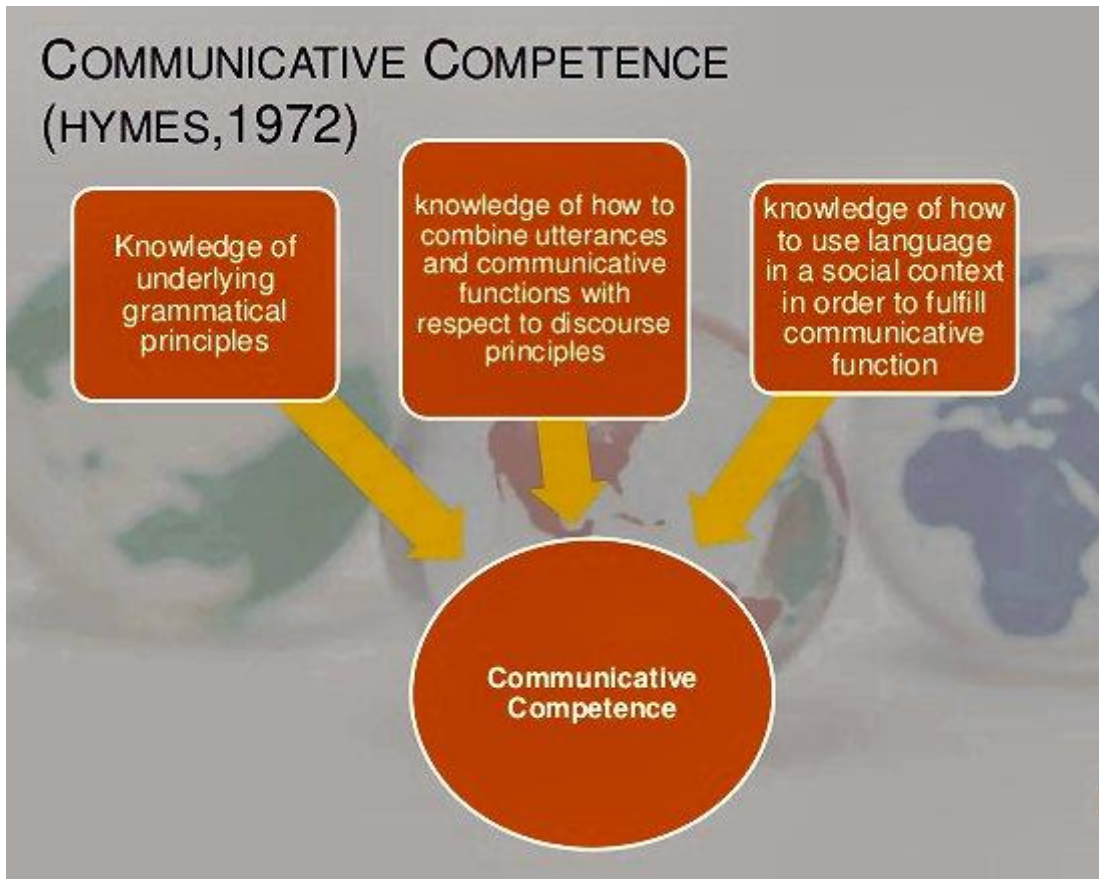 COMMUNICATIVE COMPETENCE
(HYMES,1972)
Knowledge of
underlying
grammatical
principles
knowledge of how to
combine utterances
and communicative
functions with
respect to discourse
principles
knowledge of how
to use language
in a social context
in order to fulfill
communicative
function
Communicative
Competence